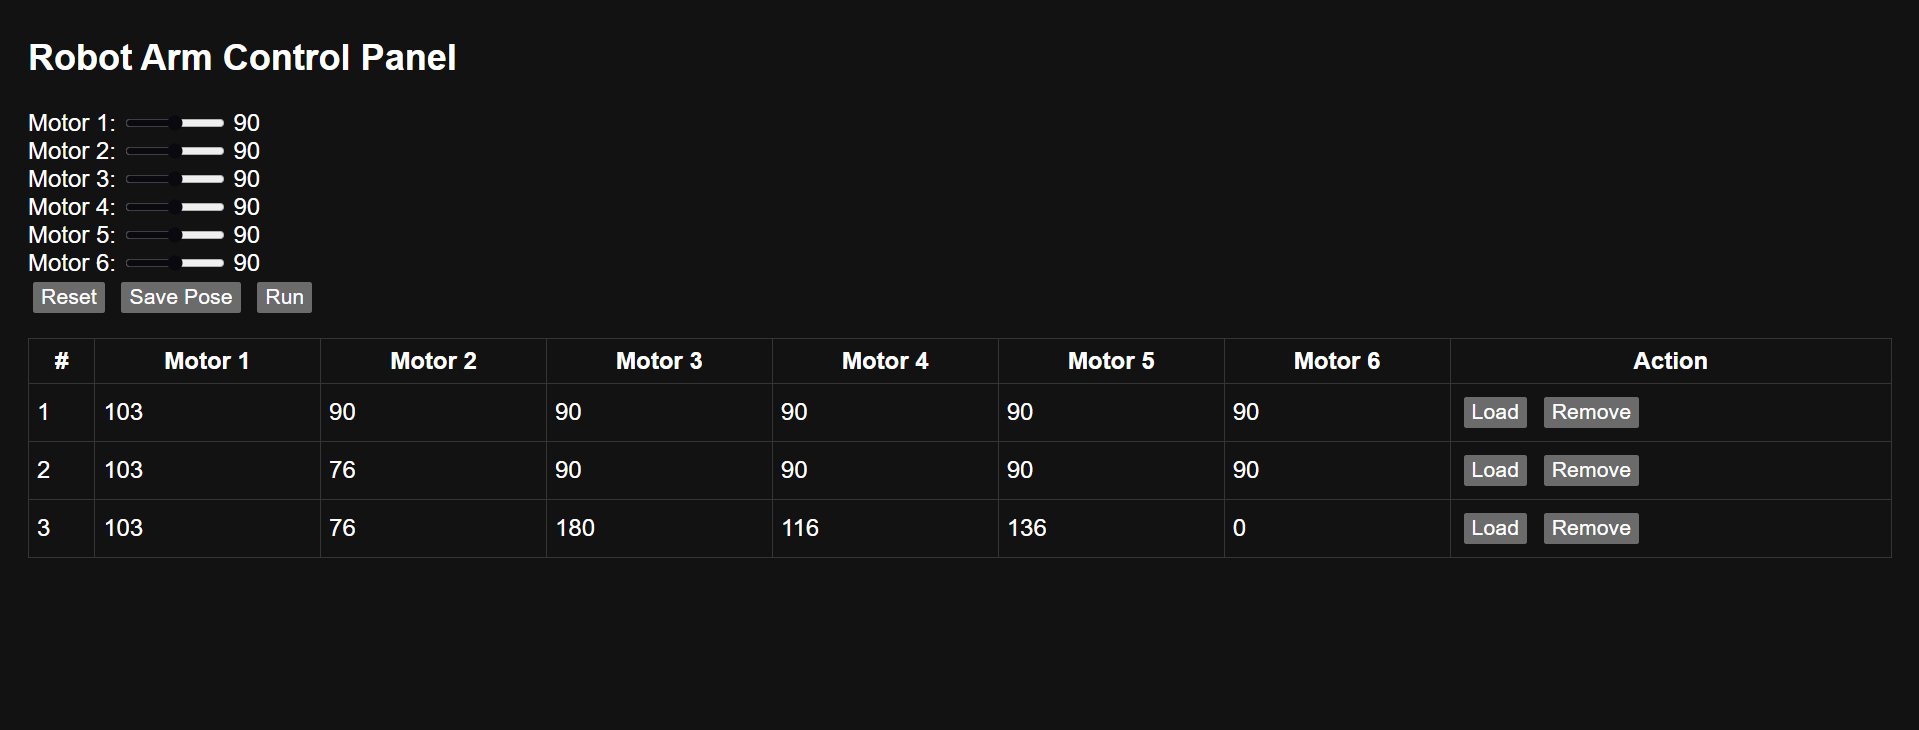 Robot Arm Control Panel
Motor 1: 90
Motor 2: 90
Motor 3: 90
Motor 4: 90
Motor 5: 90
Motor 6: 90
Reset Save Pose Run
# Motor 1 Motor 2 Motor 3 Motor 4 Motor 5 Motor 6 Action
1 103 90 90 90 90 90 Load Remove
2 103 76 90 90 90 90 Load Remove
3 103 76 180 116 136 0 Load Remove